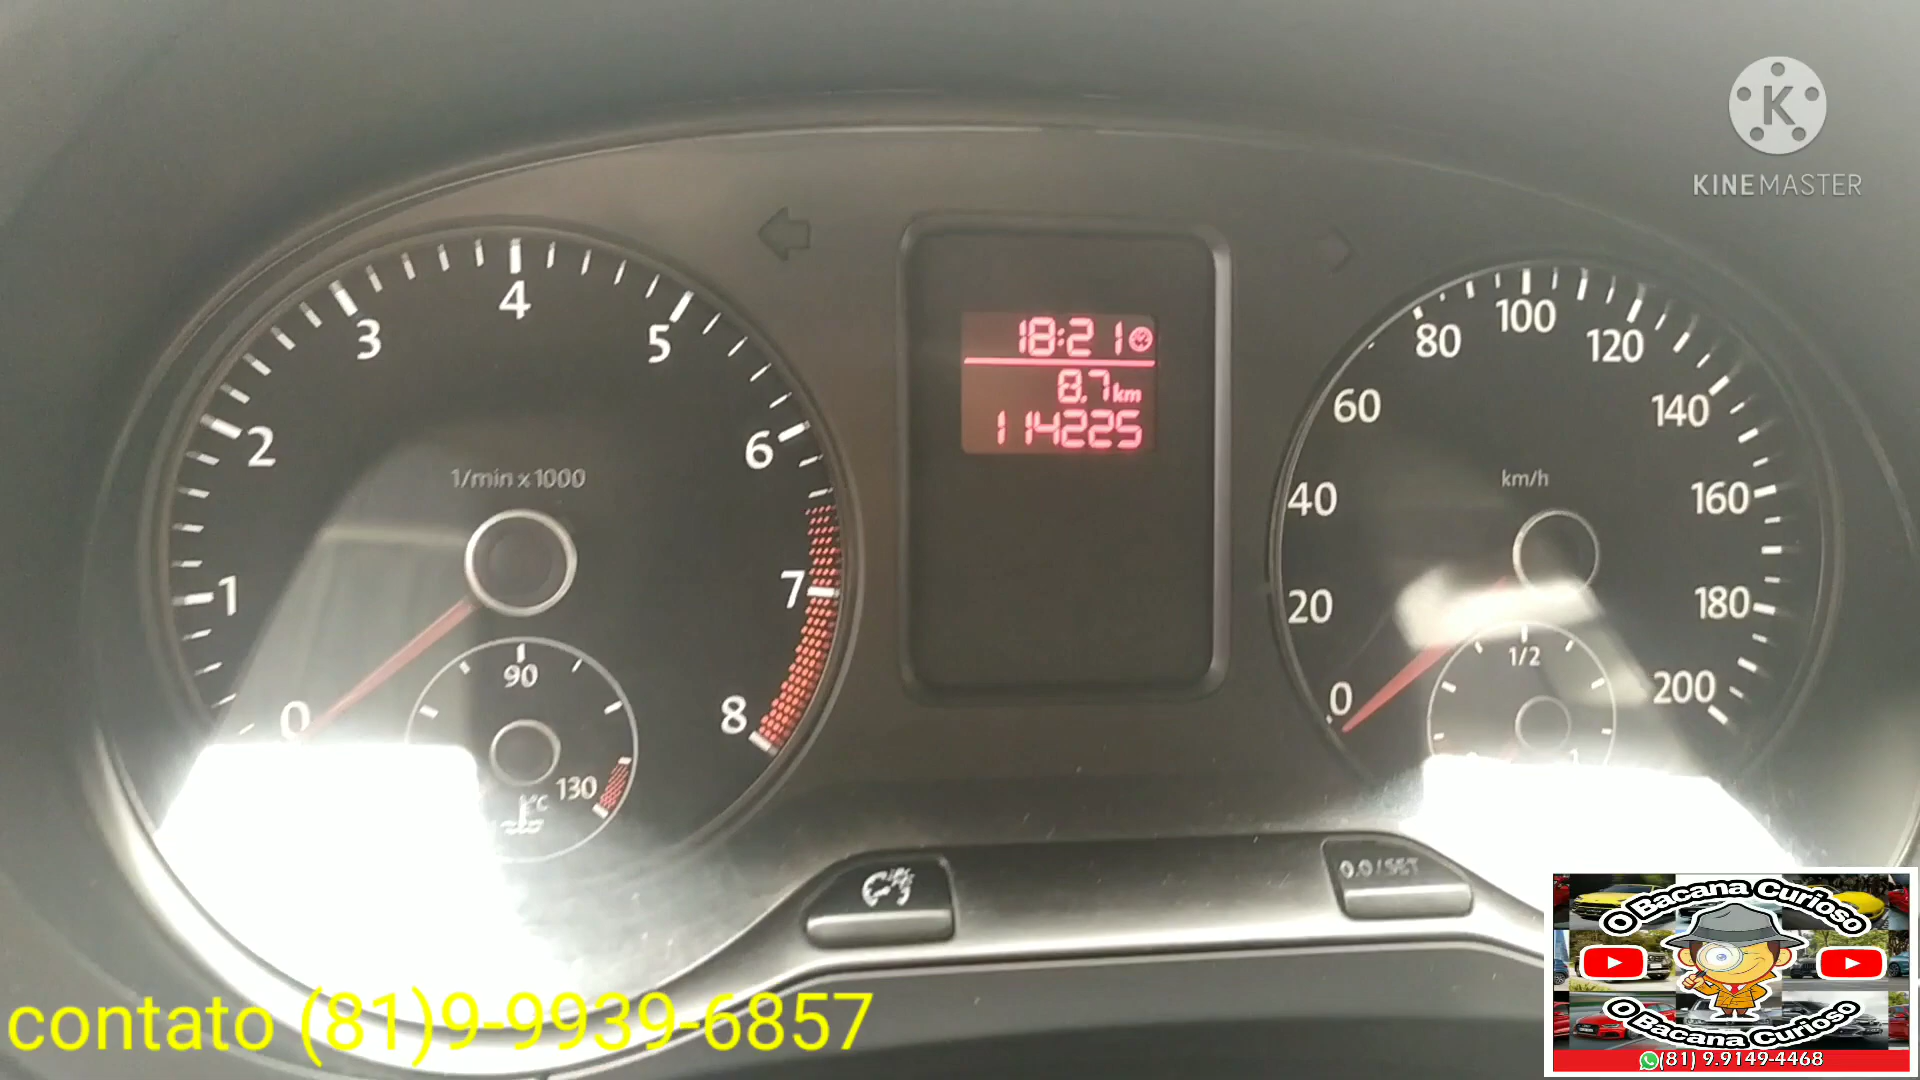 KINEMASTER
18:21
8.7 km
114225
1/min x 1000
0 1 2 3 4 5 6 7 8
90
130
°C
km/h
0 20 40 60 80 100 120 140 160 180 200
1/2
1
0.0/SET
contato (81)9-9939-6857
O Bacana Curioso
O Bacana Curioso
(81) 9.9149-4468